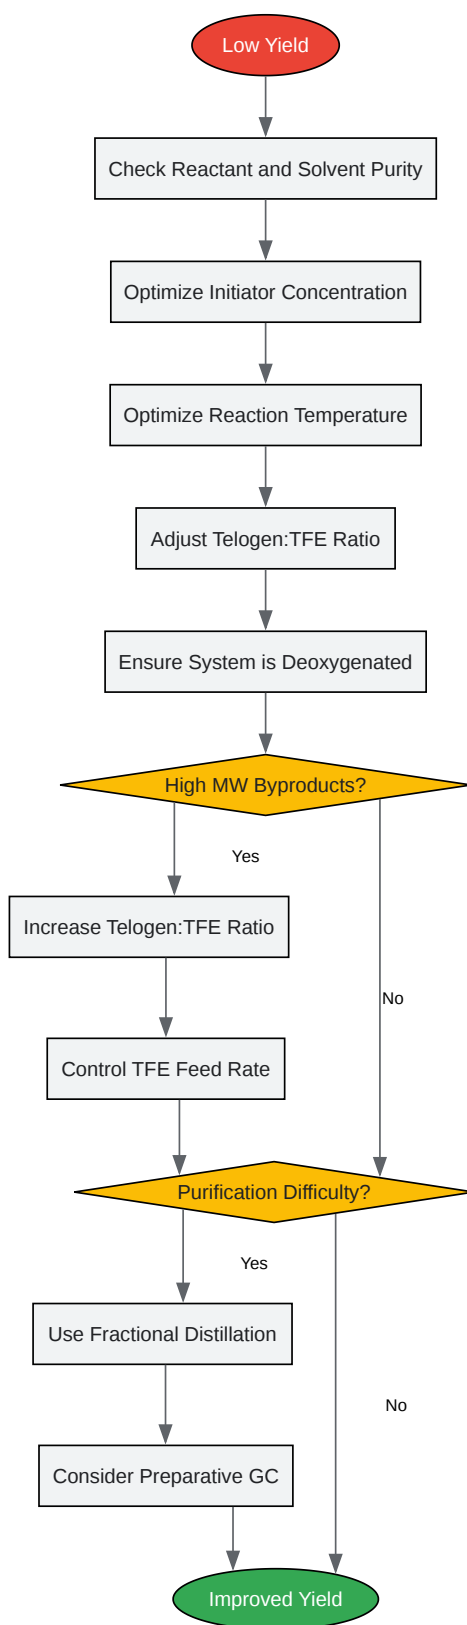 Low Yield
Check Reactant and Solvent Purity
Optimize Initiator Concentration
Optimize Reaction Temperature
Adjust Telogen:TFE Ratio
Ensure System is Deoxygenated
High MW Byproducts?
Yes
Increase Telogen:TFE Ratio
No
Control TFE Feed Rate
Purification Difficulty?
Yes
Use Fractional Distillation
No
Consider Preparative GC
Improved Yield